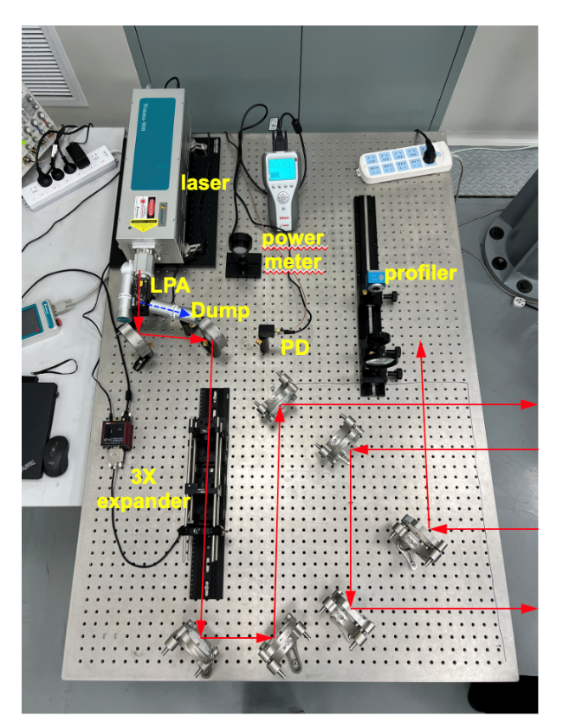 laser
power
meter
profiler
LPA
Dump
PD
3X
expander